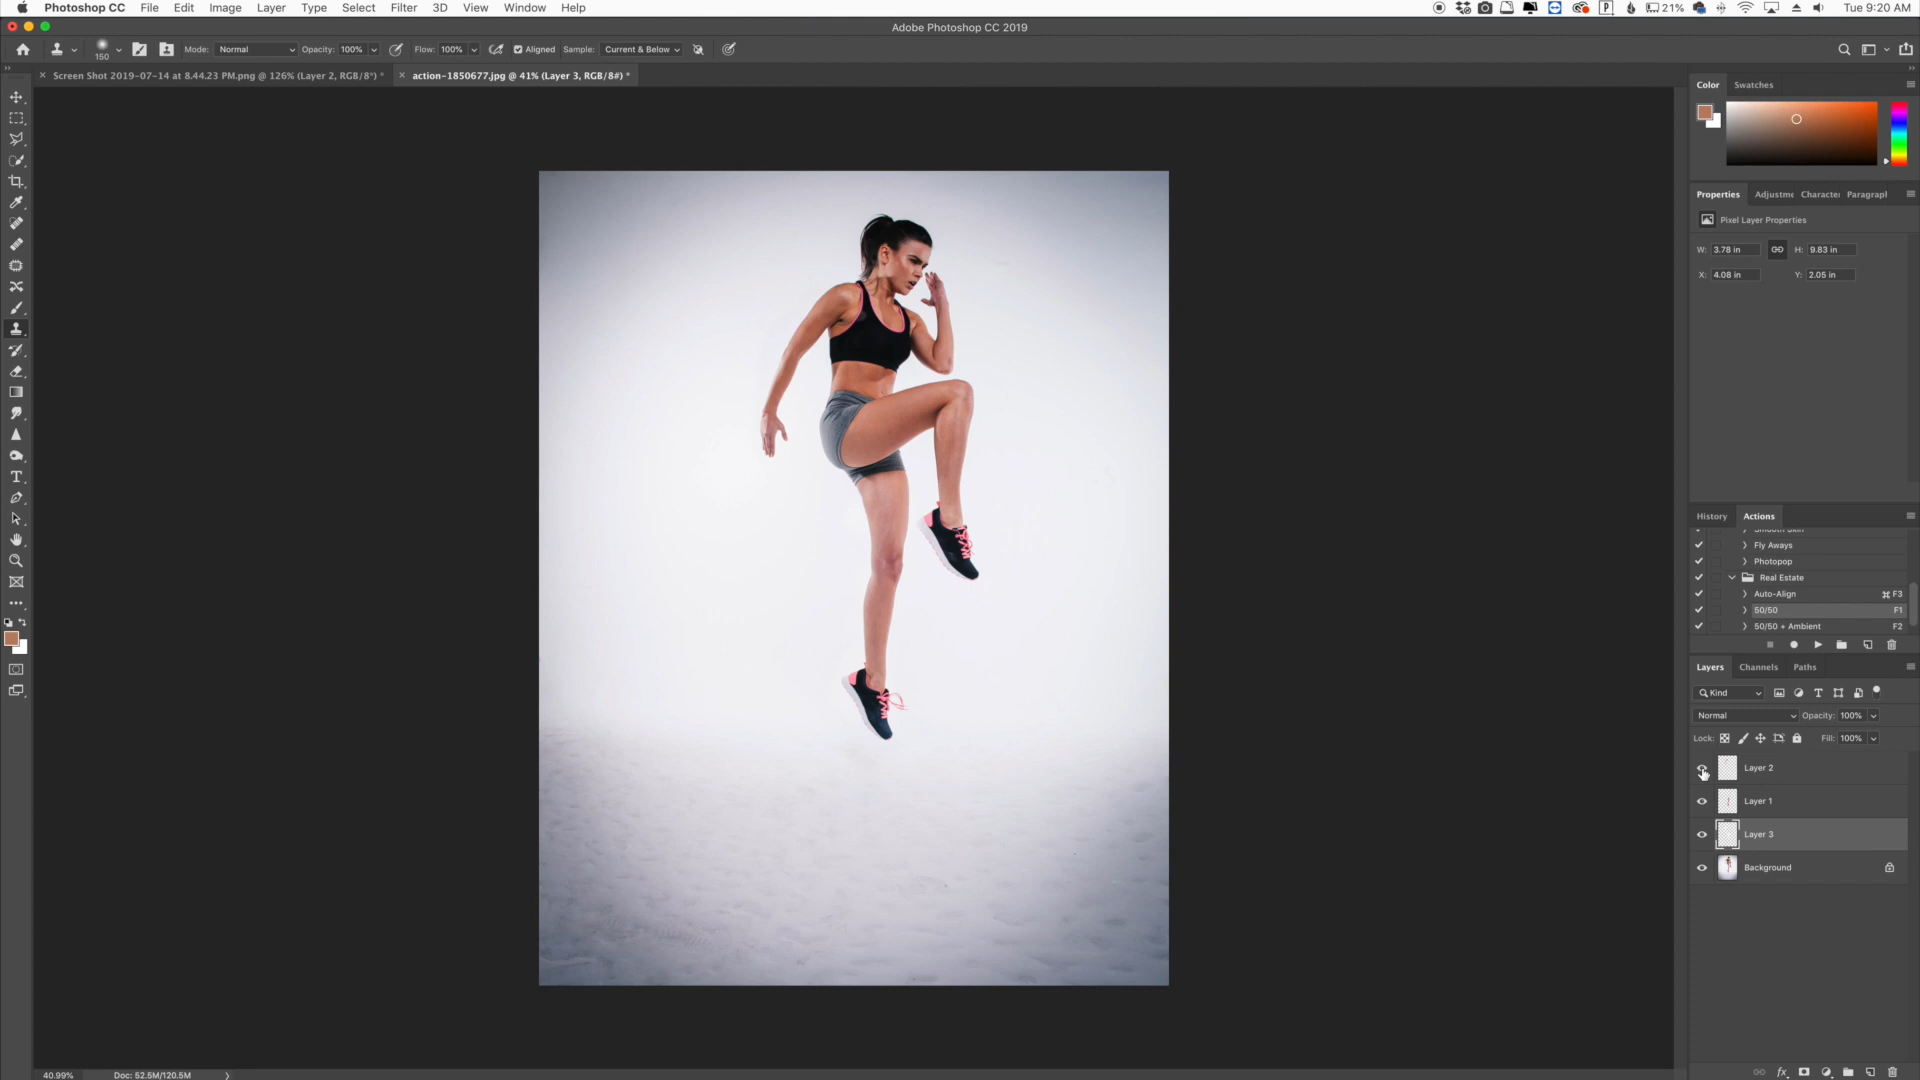 Photoshop CC File Edit Image Layer Type Select Filter 3D View Window Help 21% Tue 9:20 AM
Adobe Photoshop CC 2019
150 Mode: Normal Opacity: 100% Flow: 100% Aligned Sample: Current & Below
Screen Shot 2019-07-14 at 8.44.23 PM.png @ 126% (Layer 2, RGB/8*) * action-1850677.jpg @ 41% (Layer 3, RGB/8#) *
Color Swatches
Properties Adjustme Character Paragraph
Pixel Layer Properties
W: 3.78 in H: 9.83 in
X: 4.08 in Y: 2.05 in
History Actions
Smooth Skin
Fly Aways
Photopop
Real Estate
Auto-Align ⌘ F3
50/50 F1
50/50 + Ambient F2
Layers Channels Paths
Kind
Normal Opacity: 100%
Lock: Fill: 100%
Layer 2
Layer 1
Layer 3
Background
40.99% Doc: 52.5M/120.5M